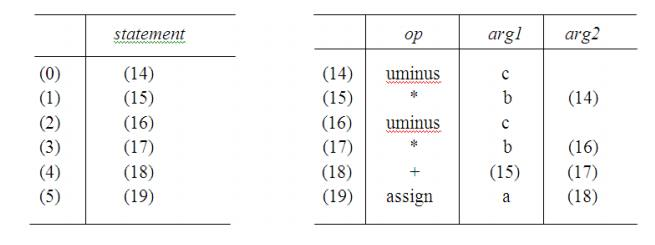 statement op arg1 arg2
(0) (14) (14) uminus c
(1) (15) (15) * b (14)
(2) (16) (16) uminus c
(3) (17) (17) * b (16)
(4) (18) (18) + (15) (17)
(5) (19) (19) assign a (18)